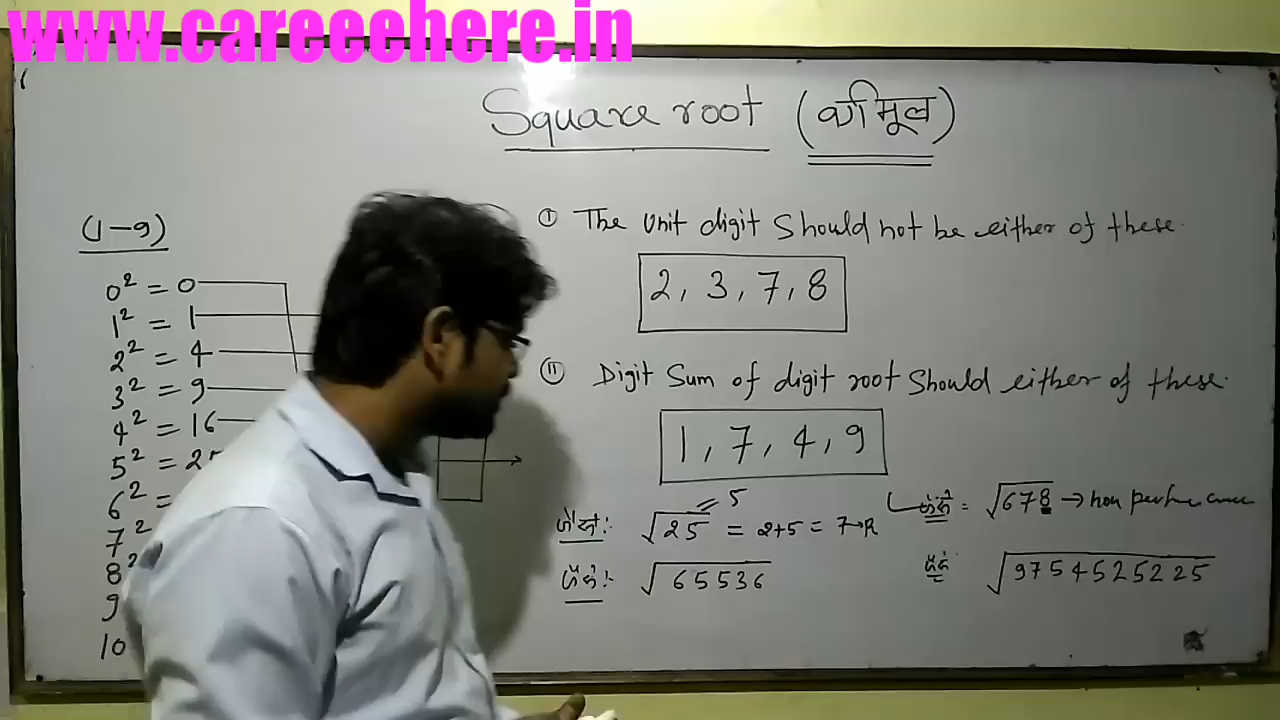 www.careeehere.in
Square root (वर्गमूल)
(1-9)
0² = 0
1² = 1
2² = 4
3² = 9
4² = 16
5² = 25
6² =
7²
8²
9
10
① The Unit digit Should not be either of these.
2, 3, 7, 8
② Digit Sum of digit root Should either of these.
1, 7, 4, 9
√25 = 5 = 2+5 = 7→R
√678 → non
√65536
√9754525225